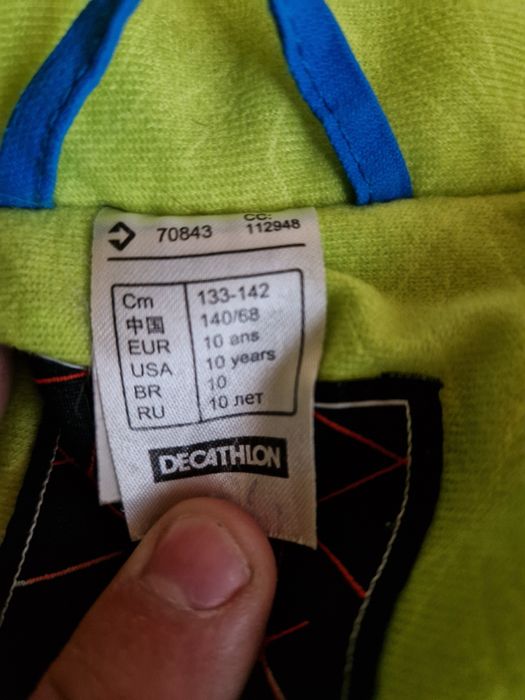 70843 CC: 112948
Cm 133-142
中国 140/68
EUR 10 ans
USA 10 years
BR 10
RU 10 лет
DECATHLON